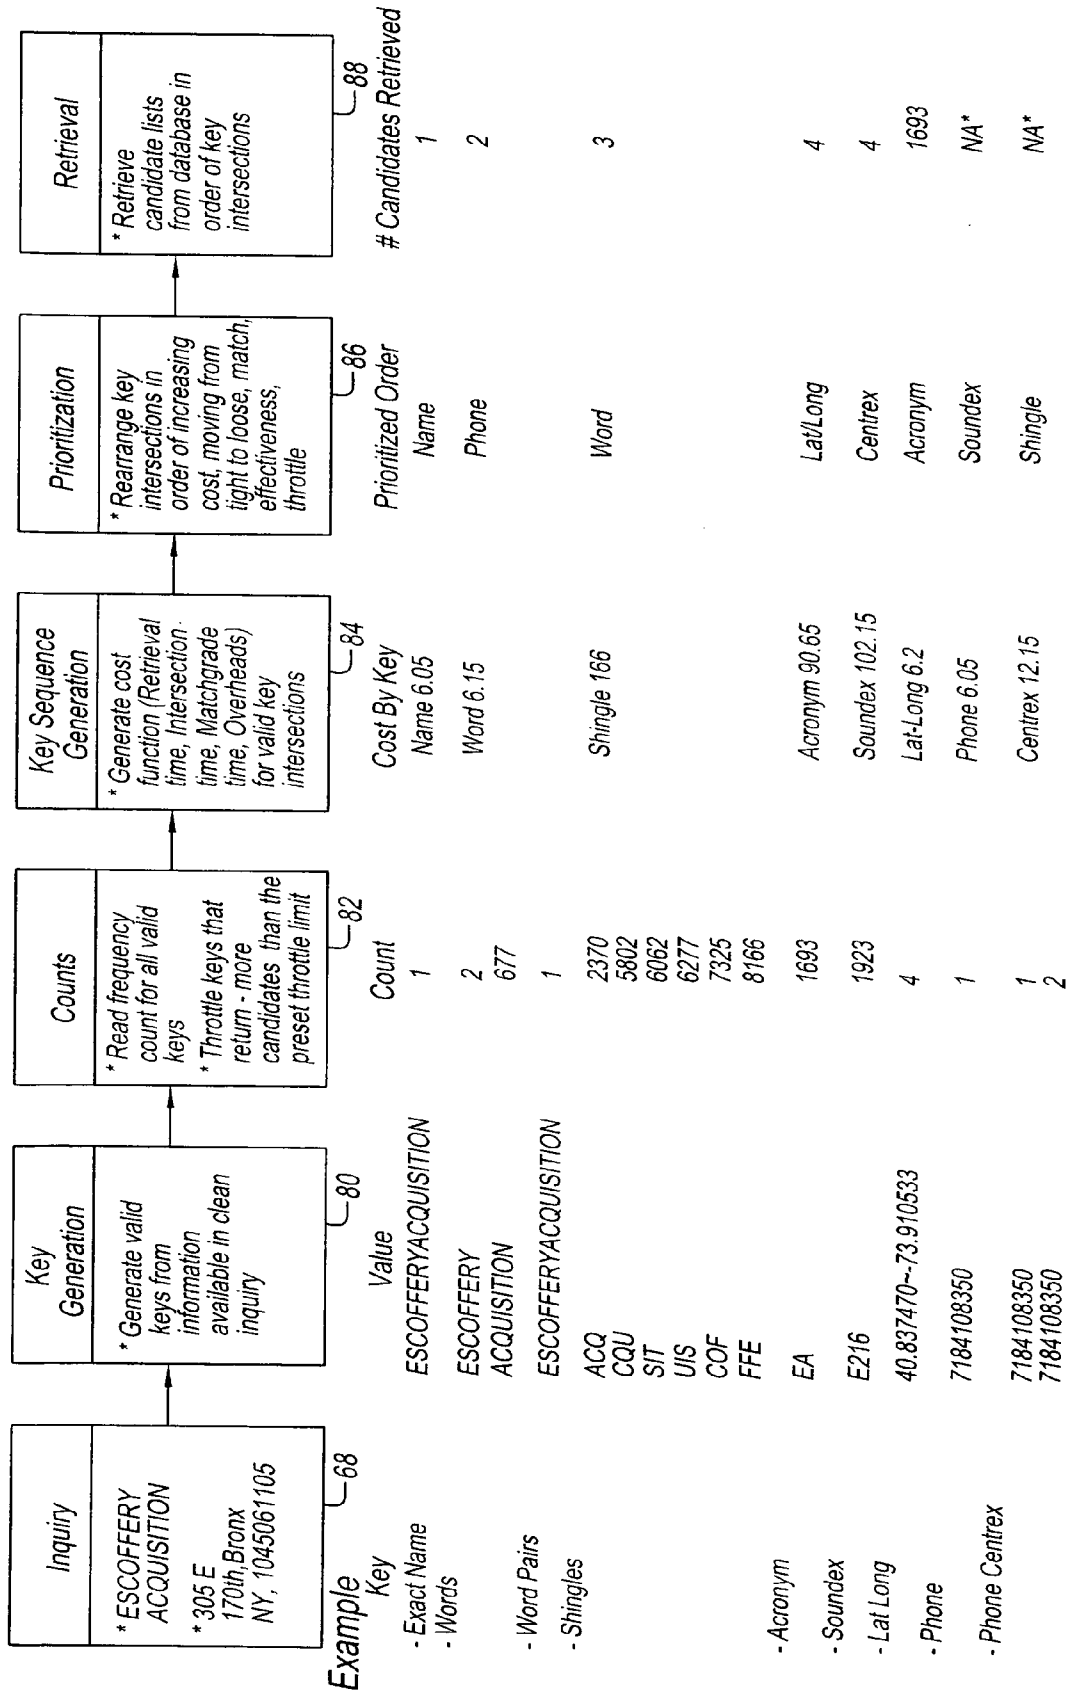 Inquiry
* ESCOFFERY
ACQUISITION
* 305 E
170th, Bronx
NY, 1045061105
68
Key
Generation
* Generate valid
keys from
information
available in clean
inquiry
80
Counts
* Read frequency
count for all valid
keys
* Throttle keys that
return - more
candidates than the
preset throttle limit
82
Key Sequence
Generation
* Generate cost
function (Retrieval
time, Intersection
time, Matchgrade
time, Overheads)
for valid key
intersections
84
Prioritization
* Rearrange key
intersections in
order of increasing
cost, moving from
tight to loose, match,
effectiveness,
throttle
86
Retrieval
* Retrieve
candidate lists
from database in
order of key
intersections
88
Example
Key
- Exact Name
- Words
- Word Pairs
- Shingles
- Acronym
- Soundex
- Lat Long
- Phone
- Phone Centrex
Value
ESCOFFERYACQUISITION
ESCOFFERY
ACQUISITION
ESCOFFERYACQUISITION
ACQ
CQU
SIT
UIS
COF
FFE
EA
E216
40.837470~-73.910533
7184108350
7184108350
7184108350
Count
1
2
677
1
2370
5802
6062
6277
7325
8166
1693
1923
4
1
1
2
Cost By Key
Name 6.05
Word 6.15
Shingle 166
Acronym 90.65
Soundex 102.15
Lat-Long 6.2
Phone 6.05
Centrex 12.15
Prioritized Order
Name
Phone
Word
Lat/Long
Centrex
Acronym
Soundex
Shingle
# Candidates Retrieved
1
2
3
4
4
1693
NA*
NA*